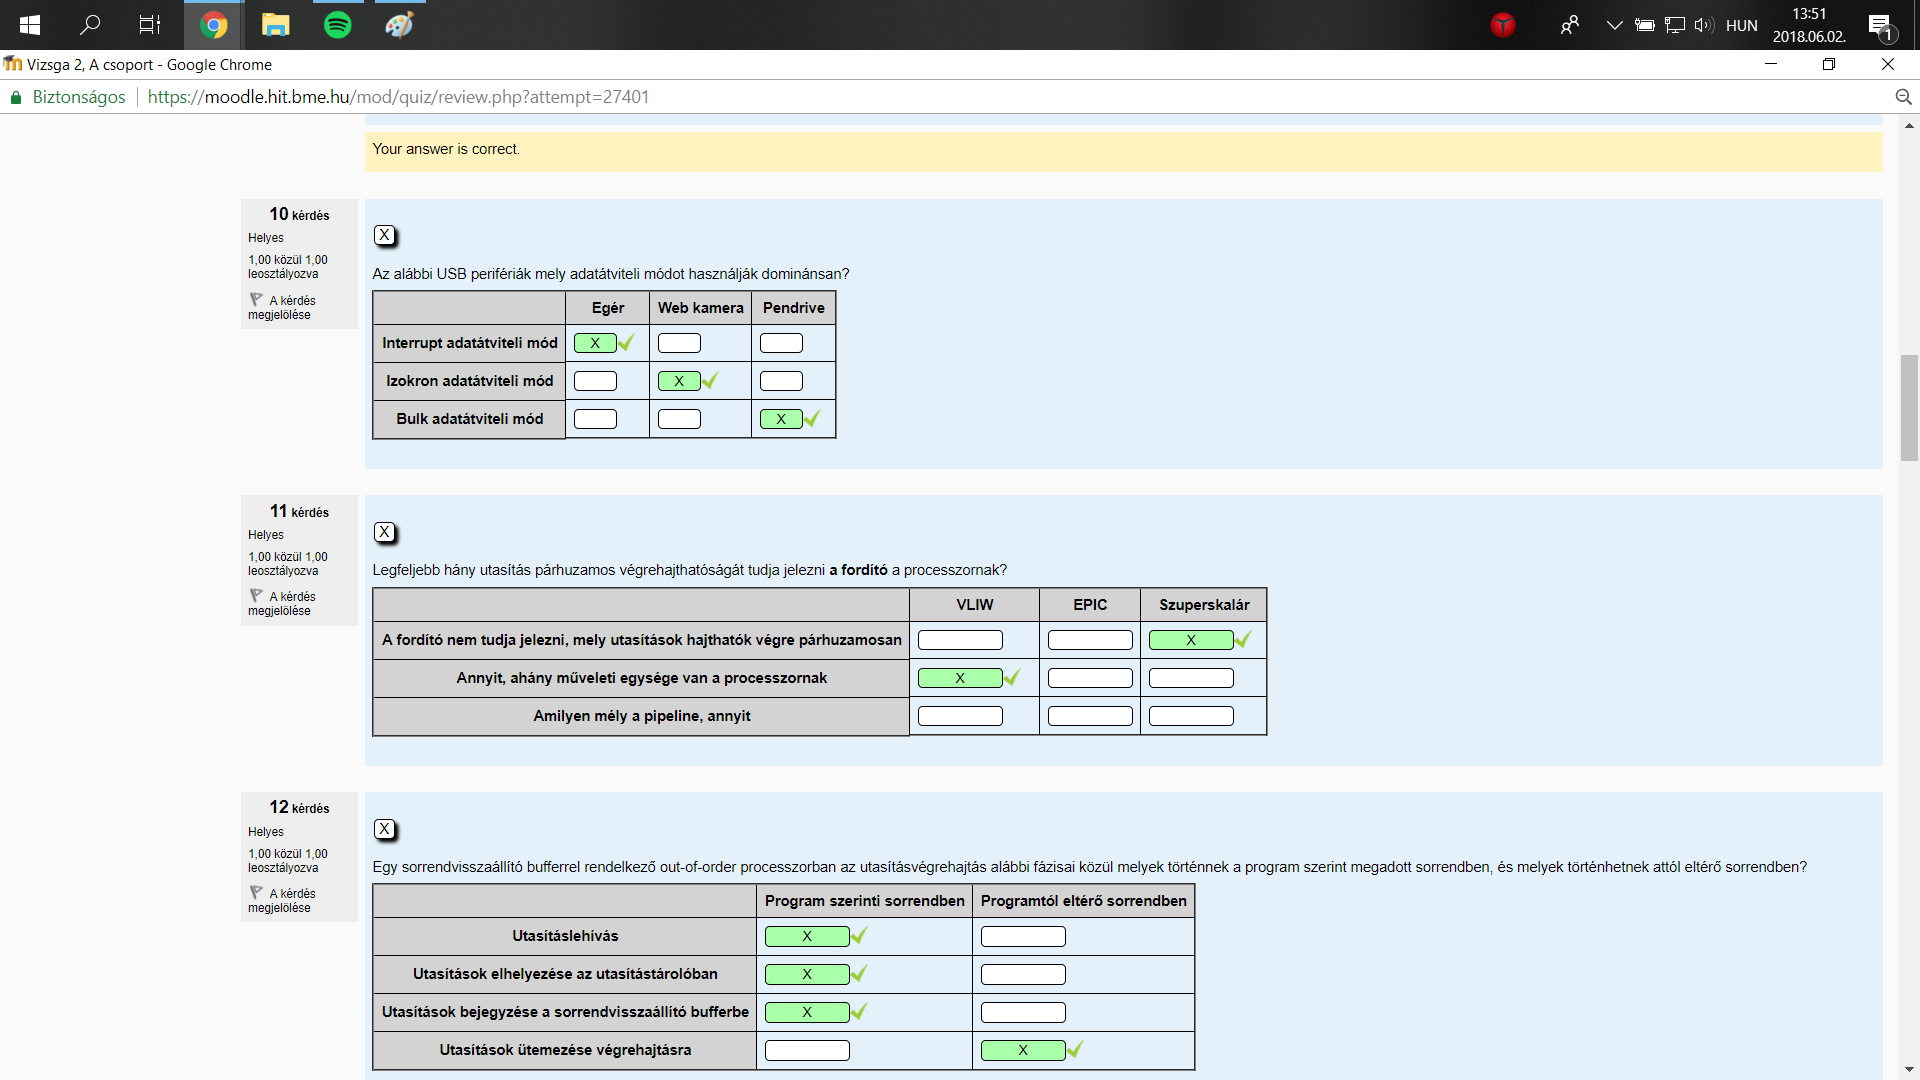 HUN
13:51
2018.06.02.
1
Vizsga 2, A csoport - Google Chrome
Biztonságos
https://moodle.hit.bme.hu/mod/quiz/review.php?attempt=27401
Your answer is correct.
10 kérdés
Helyes
1,00 közül 1,00
leosztályozva
A kérdés
megjelölése
X
Az alábbi USB perifériák mely adatátviteli módot használják dominánsan?
Egér Web kamera Pendrive
Interrupt adatátviteli mód X
Izokron adatátviteli mód X
Bulk adatátviteli mód X
11 kérdés
Helyes
1,00 közül 1,00
leosztályozva
A kérdés
megjelölése
X
Legfeljebb hány utasítás párhuzamos végrehajthatóságát tudja jelezni a fordító a processzornak?
VLIW EPIC Szuperskalár
A fordító nem tudja jelezni, mely utasítások hajthatók végre párhuzamosan X
Annyit, ahány műveleti egysége van a processzornak X
Amilyen mély a pipeline, annyit
12 kérdés
Helyes
1,00 közül 1,00
leosztályozva
A kérdés
megjelölése
X
Egy sorrendvisszaállító bufferrel rendelkező out-of-order processzorban az utasításvégrehajtás alábbi fázisai közül melyek történnek a program szerint megadott sorrendben, és melyek történhetnek attól eltérő sorrendben?
Program szerinti sorrendben Programtól eltérő sorrendben
Utasításlehívás X
Utasítások elhelyezése az utasítástárolóban X
Utasítások bejegyzése a sorrendvisszaállító bufferbe X
Utasítások ütemezése végrehajtásra X